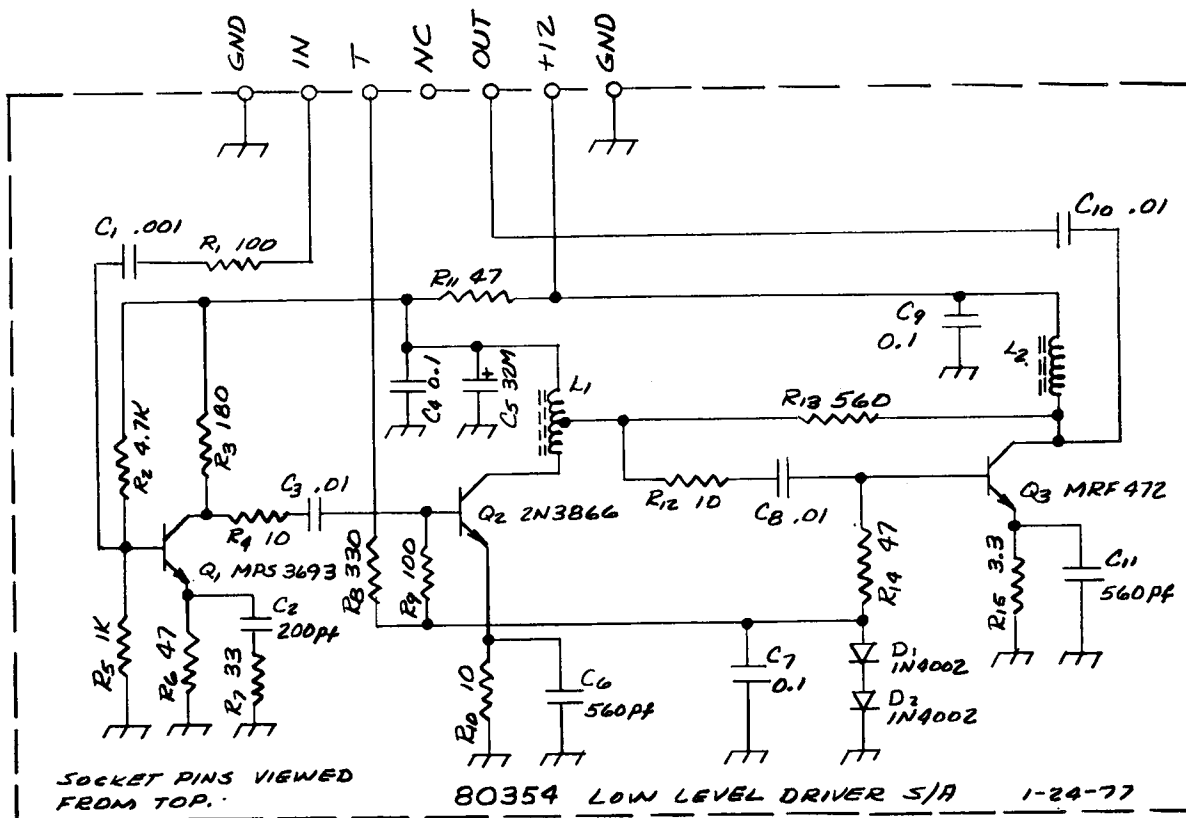 GND
IN
T
NC
OUT
+12
GND
C1 .001
R1 100
C10 .01
R11 47
C9
0.1
L2
C4 0.1
C5 32M
+
L1
R13 560
R2 4.7K
R3 180
C3 .01
R4 10
Q1 MPS 3693
Q2 2N3866
R12 10
C8 .01
Q3 MRF 472
R8 330
R9 100
R14 47
R15 3.3
C11
560pf
C2
200pf
R5 1K
R6 47
R7 33
R10 10
C6
560pf
C7
0.1
D1
1N4002
D2
1N4002
SOCKET PINS VIEWED
FROM TOP.
80354 LOW LEVEL DRIVER S/A 1-24-77